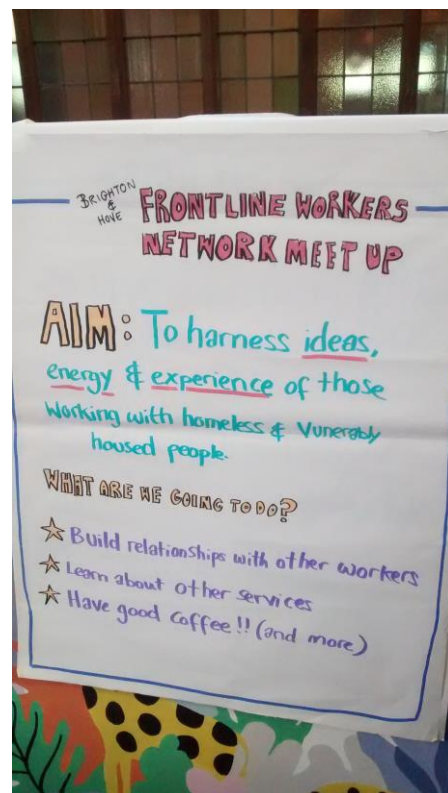 BRIGHTON
&
HOVE
FRONTLINE WORKERS
NETWORK MEET UP
AIM: To harness ideas,
energy & experience of those
Working with homeless & Vunerably
housed people.
WHAT ARE WE GOING TO DO?
☆ Build relationships with other workers
☆ Learn about other services
☆ Have good coffee!! (and more)